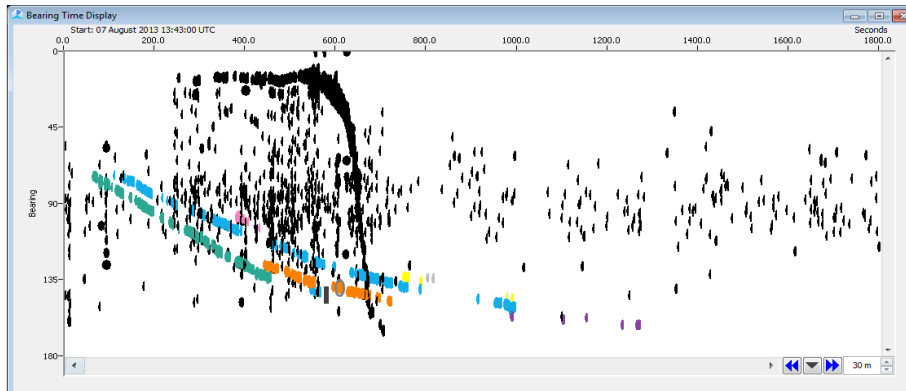 Bearing Time Display
Start: 07 August 2013 13:43:00 UTC
Seconds
0.0 200.0 400.0 600.0 800.0 1000.0 1200.0 1400.0 1600.0 1800.0
0
45
90
135
180
Bearing
30 m